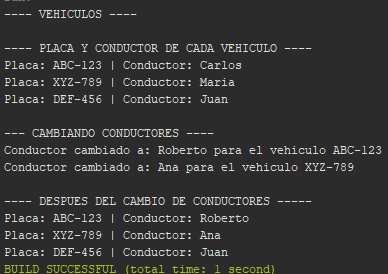 ---- VEHICULOS ----
---- PLACA Y CONDUCTOR DE CADA VEHICULO ----
Placa: ABC-123 | Conductor: Carlos
Placa: XYZ-789 | Conductor: Maria
Placa: DEF-456 | Conductor: Juan
--- CAMBIANDO CONDUCTORES ----
Conductor cambiado a: Roberto para el vehiculo ABC-123
Conductor cambiado a: Ana para el vehiculo XYZ-789
---- DESPUES DEL CAMBIO DE CONDUCTORES -----
Placa: ABC-123 | Conductor: Roberto
Placa: XYZ-789 | Conductor: Ana
Placa: DEF-456 | Conductor: Juan
BUILD SUCCESSFUL (total time: 1 second)